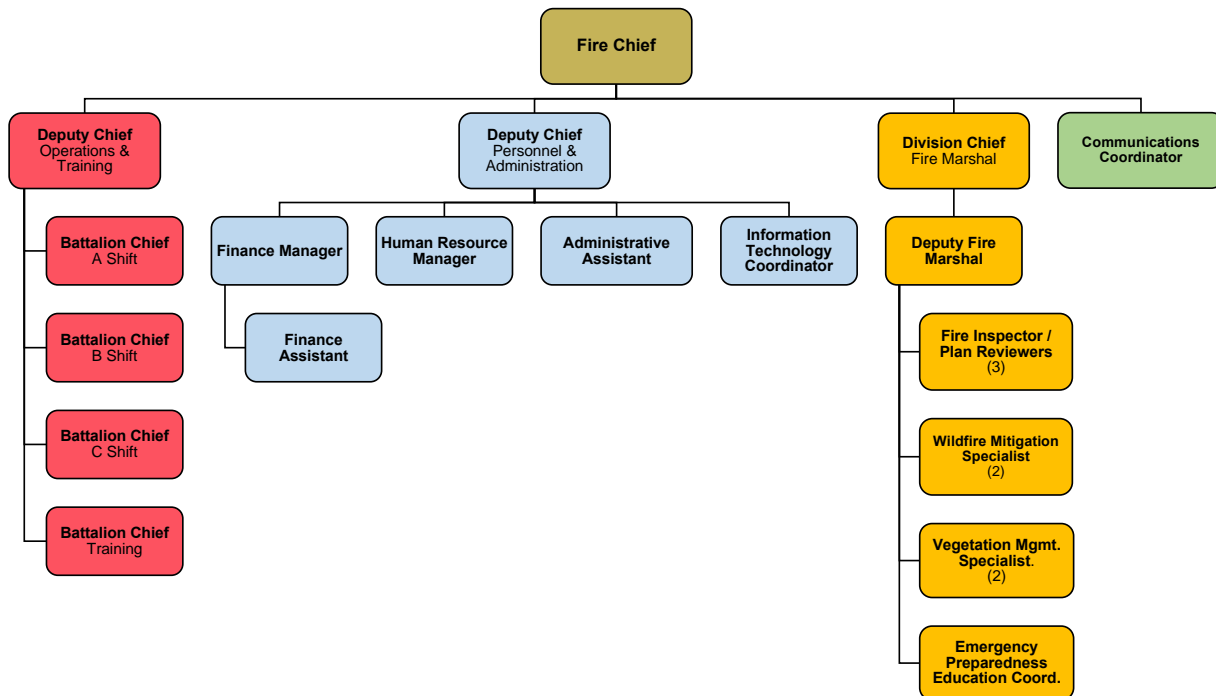 Fire Chief
Deputy Chief
Operations &
Training
Deputy Chief
Personnel &
Administration
Division Chief
Fire Marshal
Communications
Coordinator
Battalion Chief
A Shift
Finance Manager
Human Resource
Manager
Administrative
Assistant
Information
Technology
Coordinator
Deputy Fire
Marshal
Battalion Chief
B Shift
Finance
Assistant
Fire Inspector /
Plan Reviewers
(3)
Battalion Chief
C Shift
Wildfire Mitigation
Specialist
(2)
Battalion Chief
Training
Vegetation Mgmt.
Specialist.
(2)
Emergency
Preparedness
Education Coord.